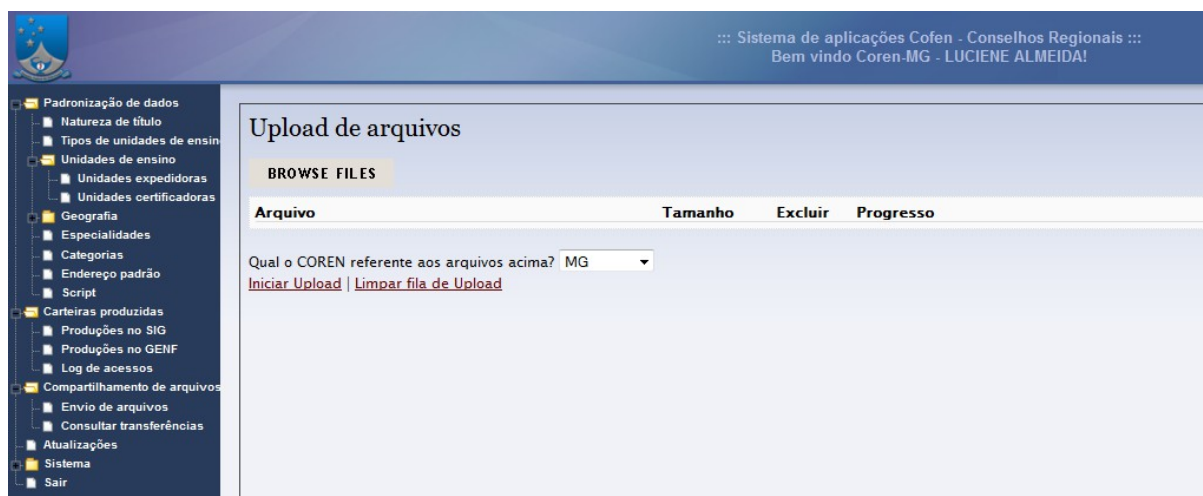 ::: Sistema de aplicações Cofen - Conselhos Regionais :::
Bem vindo Coren-MG - LUCIENE ALMEIDA!
Padronização de dados
Natureza de título
Tipos de unidades de ensin
Unidades de ensino
Unidades expedidoras
Unidades certificadoras
Geografia
Especialidades
Categorias
Endereço padrão
Script
Carteiras produzidas
Produções no SIG
Produções no GENF
Log de acessos
Compartilhamento de arquivos
Envio de arquivos
Consultar transferências
Atualizações
Sistema
Sair
Upload de arquivos
BROWSE FILES
Arquivo Tamanho Excluir Progresso
Qual o COREN referente aos arquivos acima? MG
Iniciar Upload | Limpar fila de Upload